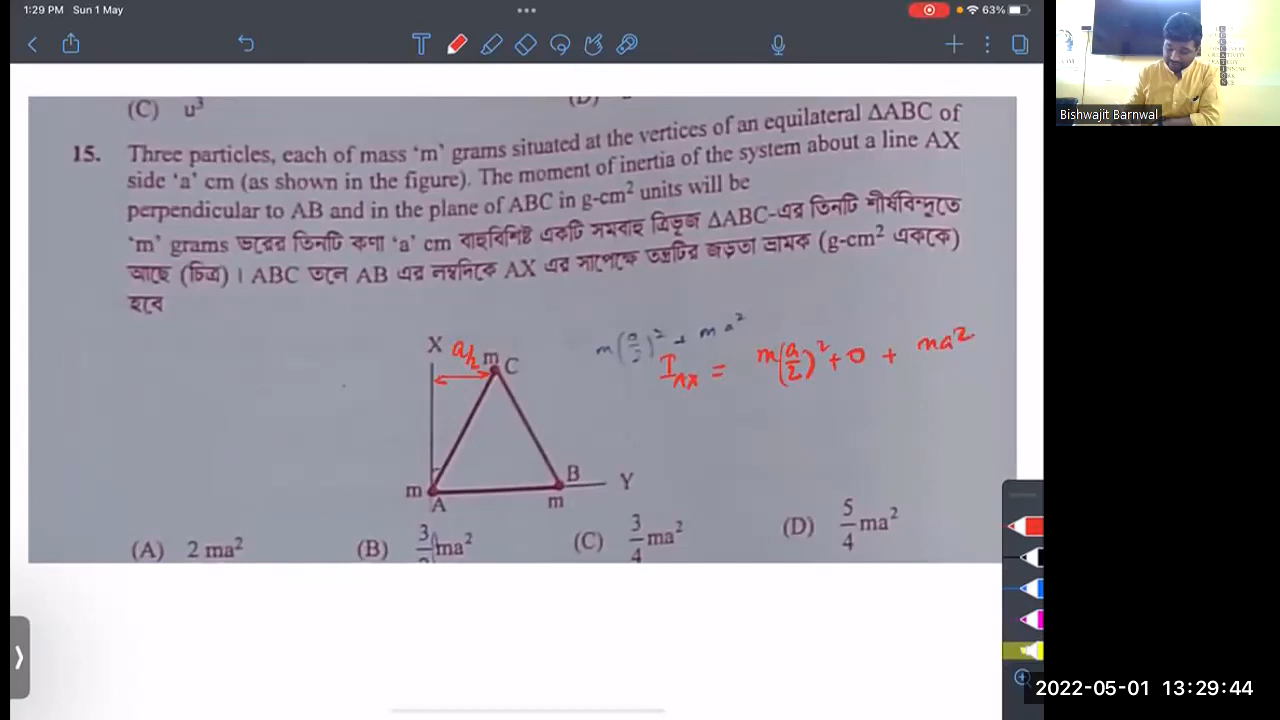 1:29 PM Sun 1 May
63%
Bishwajit Barnwal
(C) u³
15. Three particles, each of mass ‘m’ grams situated at the vertices of an equilateral ΔABC of
side ‘a’ cm (as shown in the figure). The moment of inertia of the system about a line AX
perpendicular to AB and in the plane of ABC in g-cm² units will be
‘m’ grams ভরের তিনটি কণা ‘a’ cm বাহুবিশিষ্ট একটি সমবাহু ত্রিভূজ ΔABC-এর তিনটি শীর্ষবিন্দুতে
আছে (চিত্র)। ABC তলে AB এর লম্বদিকে AX এর সাপেক্ষে তন্ত্রটির জড়তা ভ্রামক (g-cm² এককে)
হবে
m(a/2)² + ma²
I_AX = m(a/2)² + 0 + ma²
X a/2 m C
m A B m Y
(A) 2 ma² (B) 3 ma² (C) 3/4 ma² (D) 5/4 ma²
2022-05-01 13:29:44